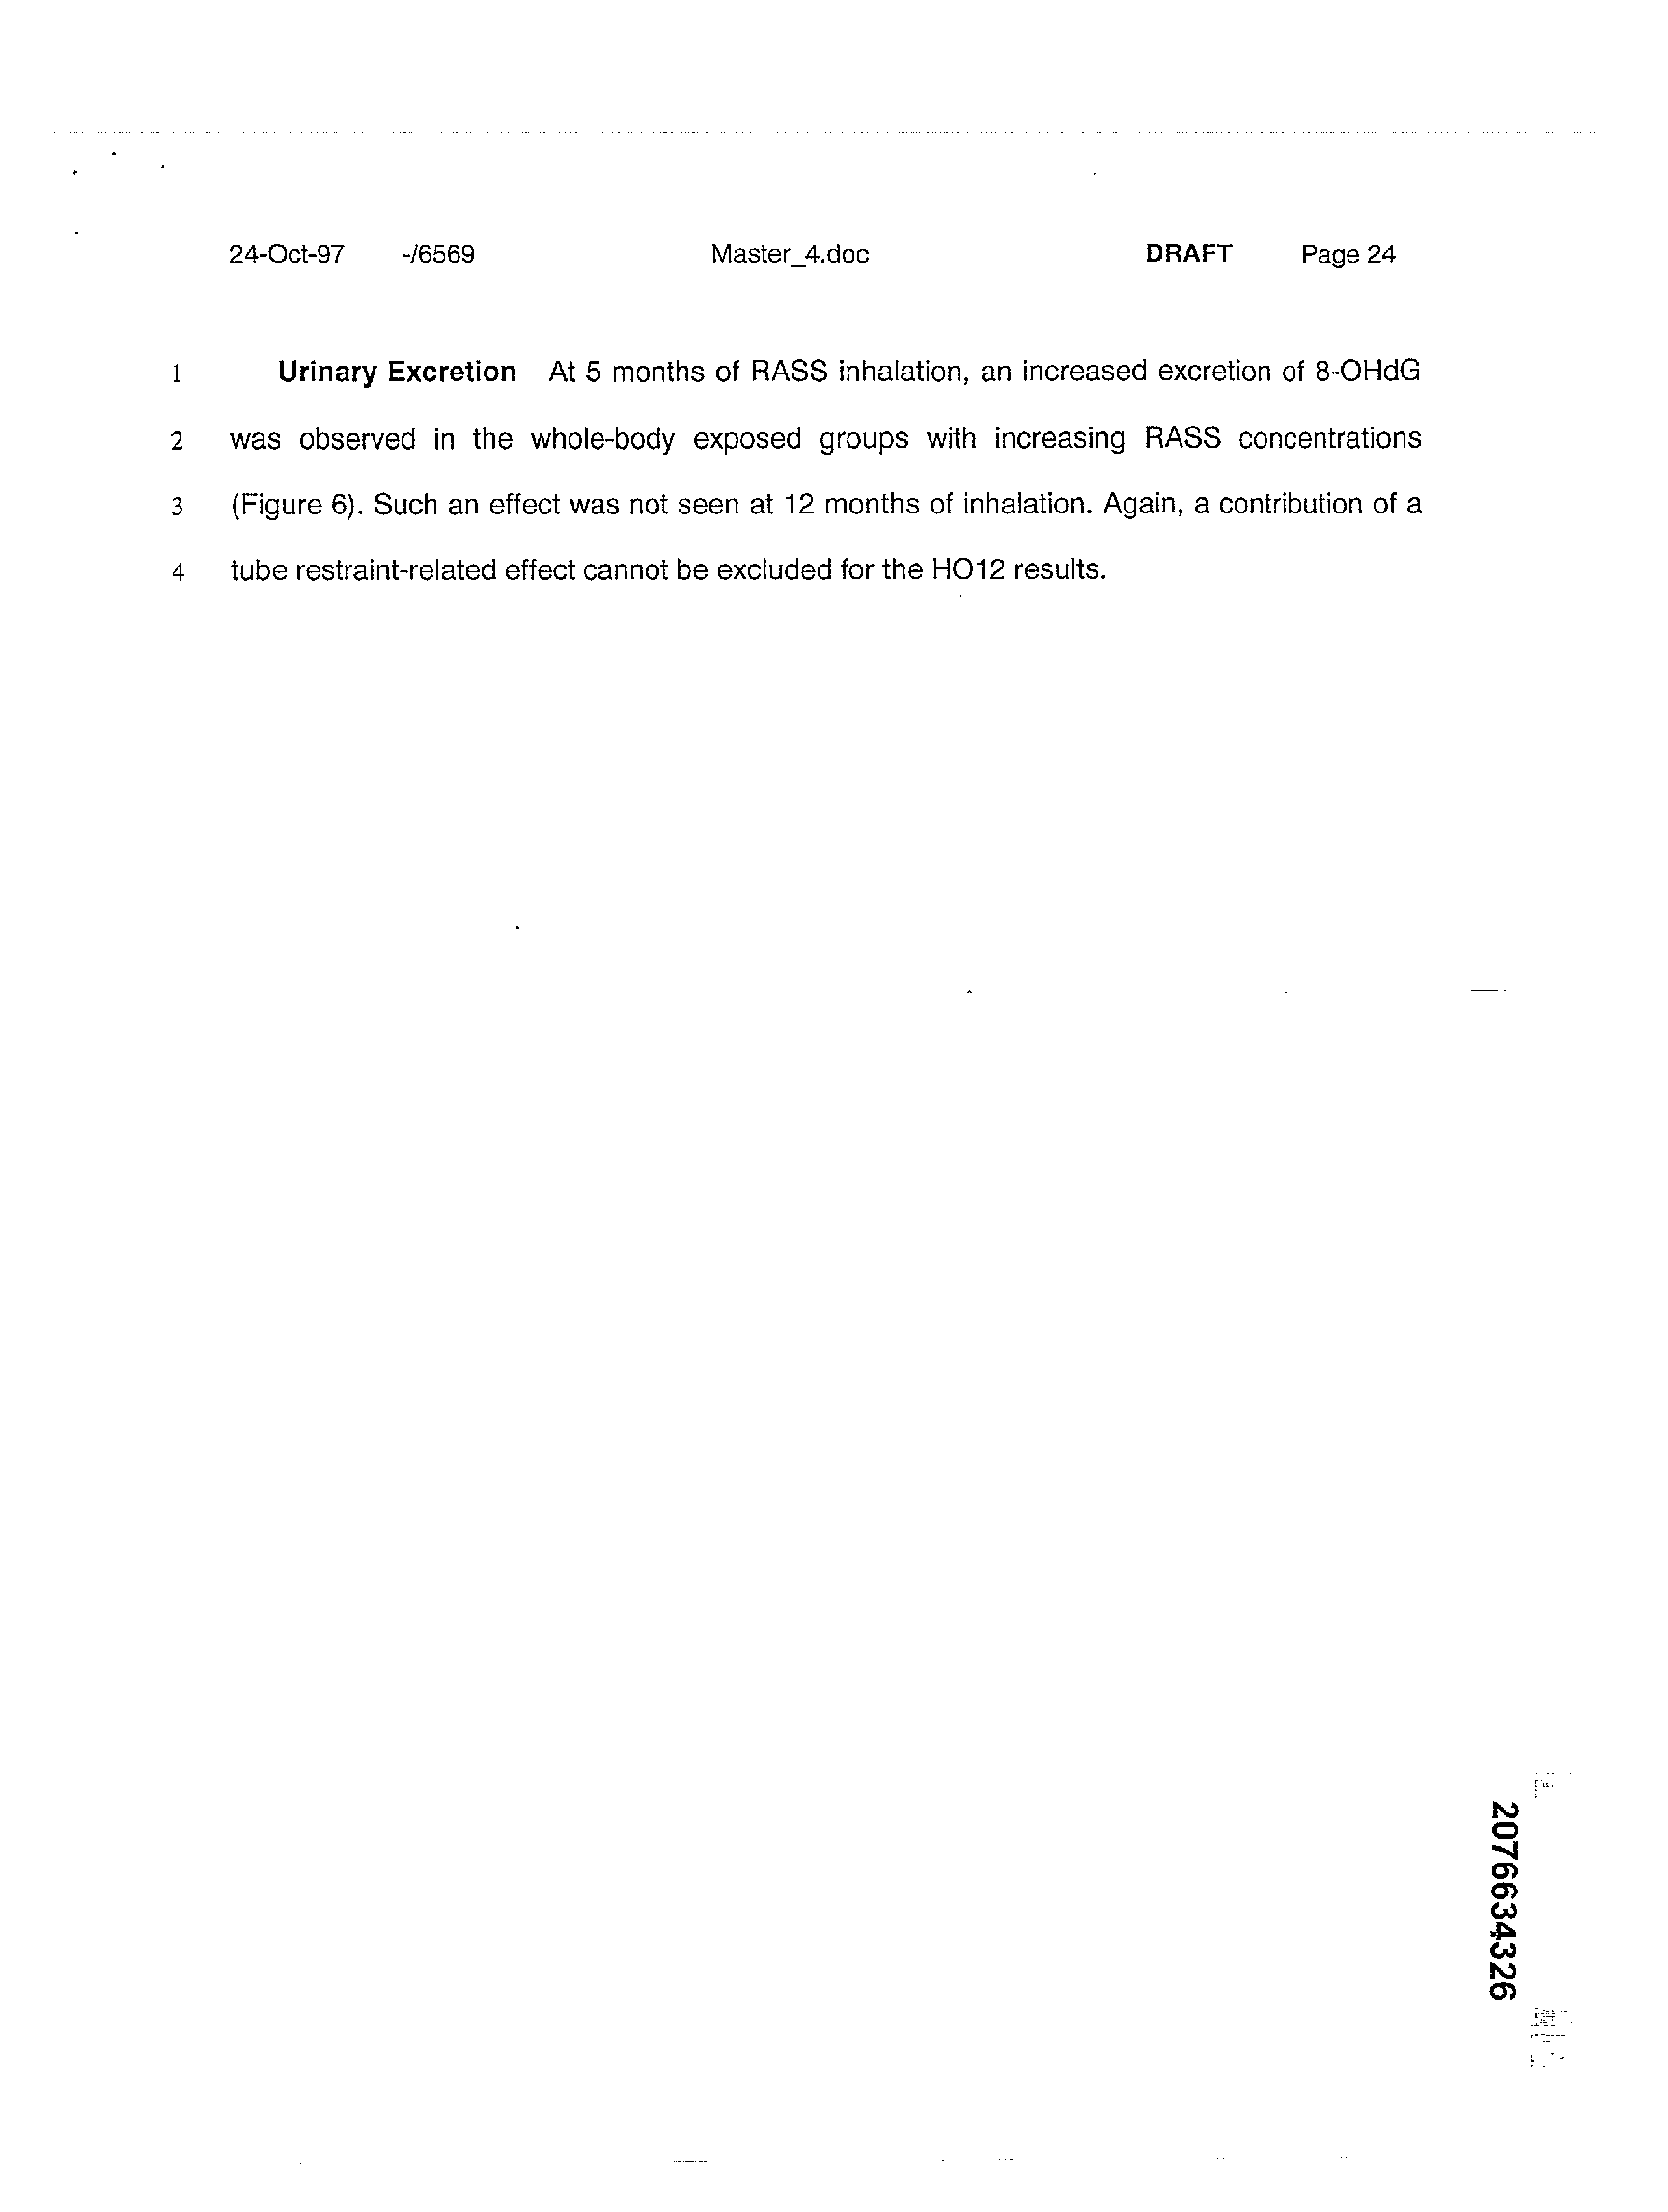 24-Oct-97 -/6569 Master_4.doc DRAFT Page 24
1 Urinary Excretion At 5 months of RASS inhalation, an increased excretion of 8-OHdG
2 was observed in the whole-body exposed groups with increasing RASS concentrations
3 (Figure 6). Such an effect was not seen at 12 months of inhalation. Again, a contribution of a
4 tube restraint-related effect cannot be excluded for the HO12 results.
2076634326